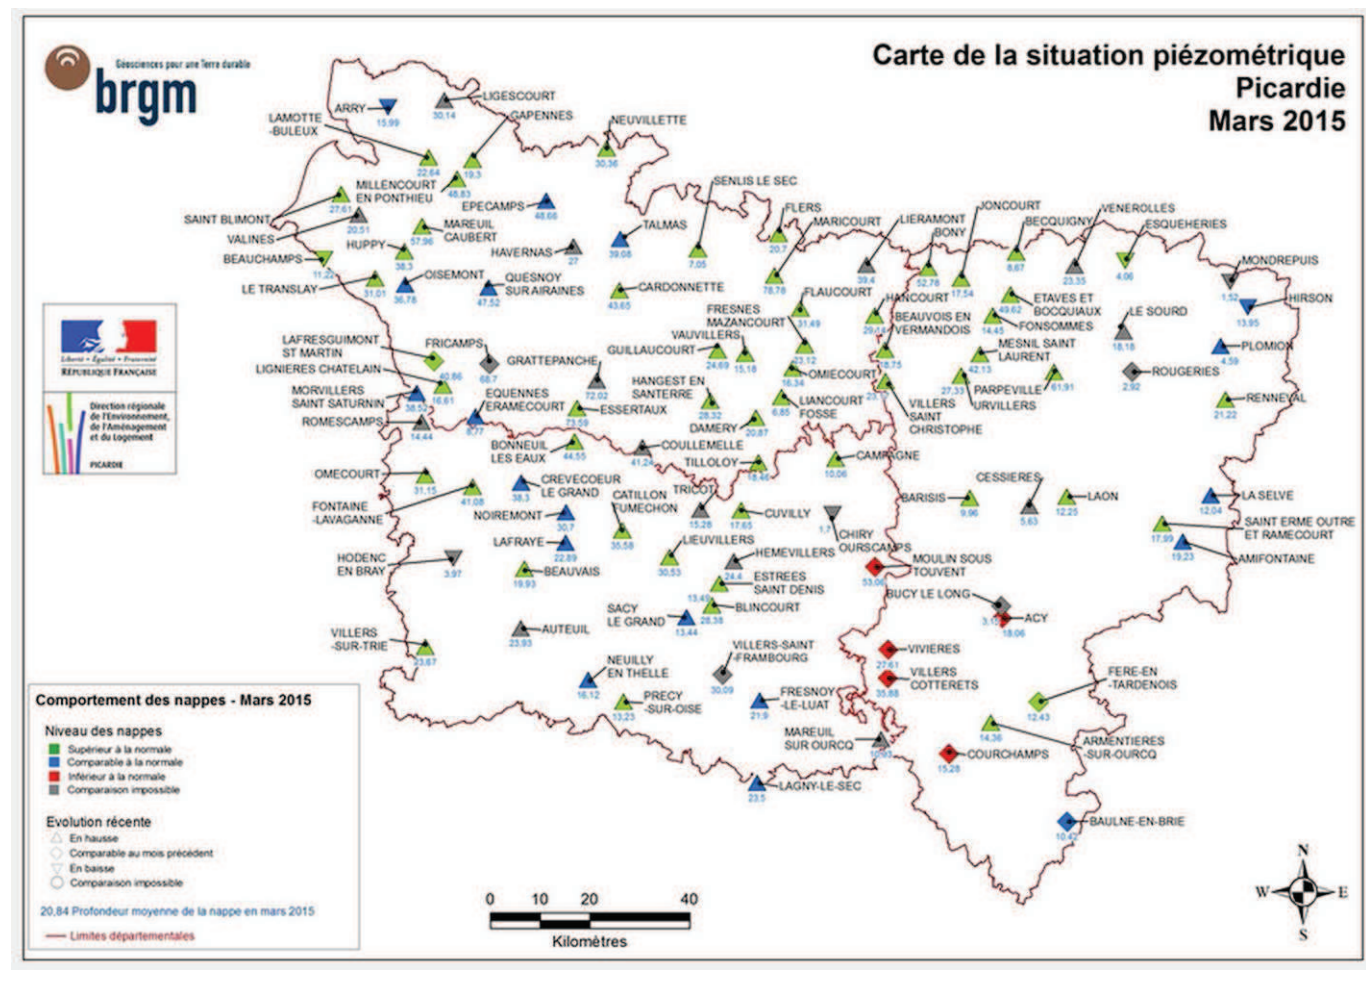 Géosciences pour une Terre durable
brgm
Carte de la situation piézométrique
Picardie
Mars 2015
ARRY
15,99
LIGESCOURT
30,14
LAMOTTE
-BULEUX
22,64
GAPENNES
19,3
NEUVILLETTE
30,36
MILLENCOURT
EN PONTHIEU
48,83
SAINT BLIMONT
27,61
VALINES
20,51
EPECAMPS
48,66
MAREUIL
CAUBERT
57,96
HUPPY
38,3
BEAUCHAMPS
11,22
LE TRANSLAY
31,01
OISEMONT
36,78
HAVERNAS
27
QUESNOY
SUR AIRAINES
47,52
TALMAS
39,08
CARDONNETTE
43,65
SENLIS LE SEC
7,05
FLERS
20,7
MARICOURT
78,78
LIERAMONT
39,4
BONY
52,78
JONCOURT
17,54
BECQUIGNY
8,67
VENEROLLES
23,35
ESQUEHERIES
4,06
MONDREPUIS
1,52
HIRSON
13,95
FLAUCOURT
31,49
HANCOURT
29,14
ETAVES ET
BOCQUIAUX
49,62
FONSOMMES
14,45
LE SOURD
18,18
PLOMION
4,59
FRESNES
MAZANCOURT
23,12
BEAUVOIS EN
VERMANDOIS
18,75
VAUVILLERS
15,18
GUILLAUCOURT
24,69
OMIECOURT
16,34
MESNIL SAINT
LAURENT
42,13
PARPEVILLE
61,91
URVILLERS
27,33
ROUGERIES
2,92
RENNEVAL
21,22
LAFRESGUIMONT
ST MARTIN
40,86
FRICAMPS
68,7
LIGNIERES CHATELAIN
16,61
GRATTEPANCHE
72,02
HANGEST EN
SANTERRE
28,32
LIANCOURT
FOSSE
6,85
VILLERS
SAINT
CHRISTOPHE
MORVILLERS
SAINT SATURNIN
38,52
ROMESCAMPS
14,44
EQUENNES
ERAMECOURT
8,77
ESSERTAUX
73,59
DAMERY
20,87
BONNEUIL
LES EAUX
44,55
COULLEMELLE
41,24
TILLOLOY
18,46
CAMPAGNE
10,06
OMECOURT
31,15
FONTAINE
-LAVAGANNE
41,08
CREVECOEUR
LE GRAND
38,3
CATILLON
FUMECHON
35,58
TRICOT
15,28
CUVILLY
17,65
CHIRY
OURSCAMPS
1,7
BARISIS
9,96
CESSIERES
5,63
LAON
12,25
LA SELVE
12,04
SAINT ERME OUTRE
ET RAMECOURT
17,99
AMIFONTAINE
19,23
NOIREMONT
30,7
LAFRAYE
22,89
LIEUVILLERS
30,53
HEMEVILLERS
24,4
HODENC
EN BRAY
3,97
BEAUVAIS
19,93
ESTREES
SAINT DENIS
13,49
BLINCOURT
28,38
MOULIN SOUS
TOUVENT
53,06
BUCY LE LONG
ACY
18,06
SACY
LE GRAND
13,44
AUTEUIL
23,93
VILLERS
-SUR-TRIE
23,67
VILLERS-SAINT
-FRAMBOURG
30,09
VIVIERES
27,61
VILLERS
COTTERETS
35,88
NEUILLY
EN THELLE
16,12
PRECY
-SUR-OISE
13,23
FRESNOY
-LE-LUAT
21,9
FERE-EN
-TARDENOIS
12,43
MAREUIL
SUR OURCQ
10,93
ARMENTIERES
-SUR-OURCQ
14,36
COURCHAMPS
15,28
LAGNY-LE-SEC
23,5
BAULNE-EN-BRIE
10,42
Liberté • Égalité • Fraternité
RÉPUBLIQUE FRANÇAISE
Direction régionale
de l'Environnement,
de l'Aménagement
et du Logement
PICARDIE
Comportement des nappes - Mars 2015
Niveau des nappes
Supérieur à la normale
Comparable à la normale
Inférieur à la normale
Comparaison impossible
Evolution récente
En hausse
Comparable au mois précédent
En baisse
Comparaison impossible
20,84 Profondeur moyenne de la nappe en mars 2015
Limites départementales
0 10 20 40
Kilomètres
N
W E
S